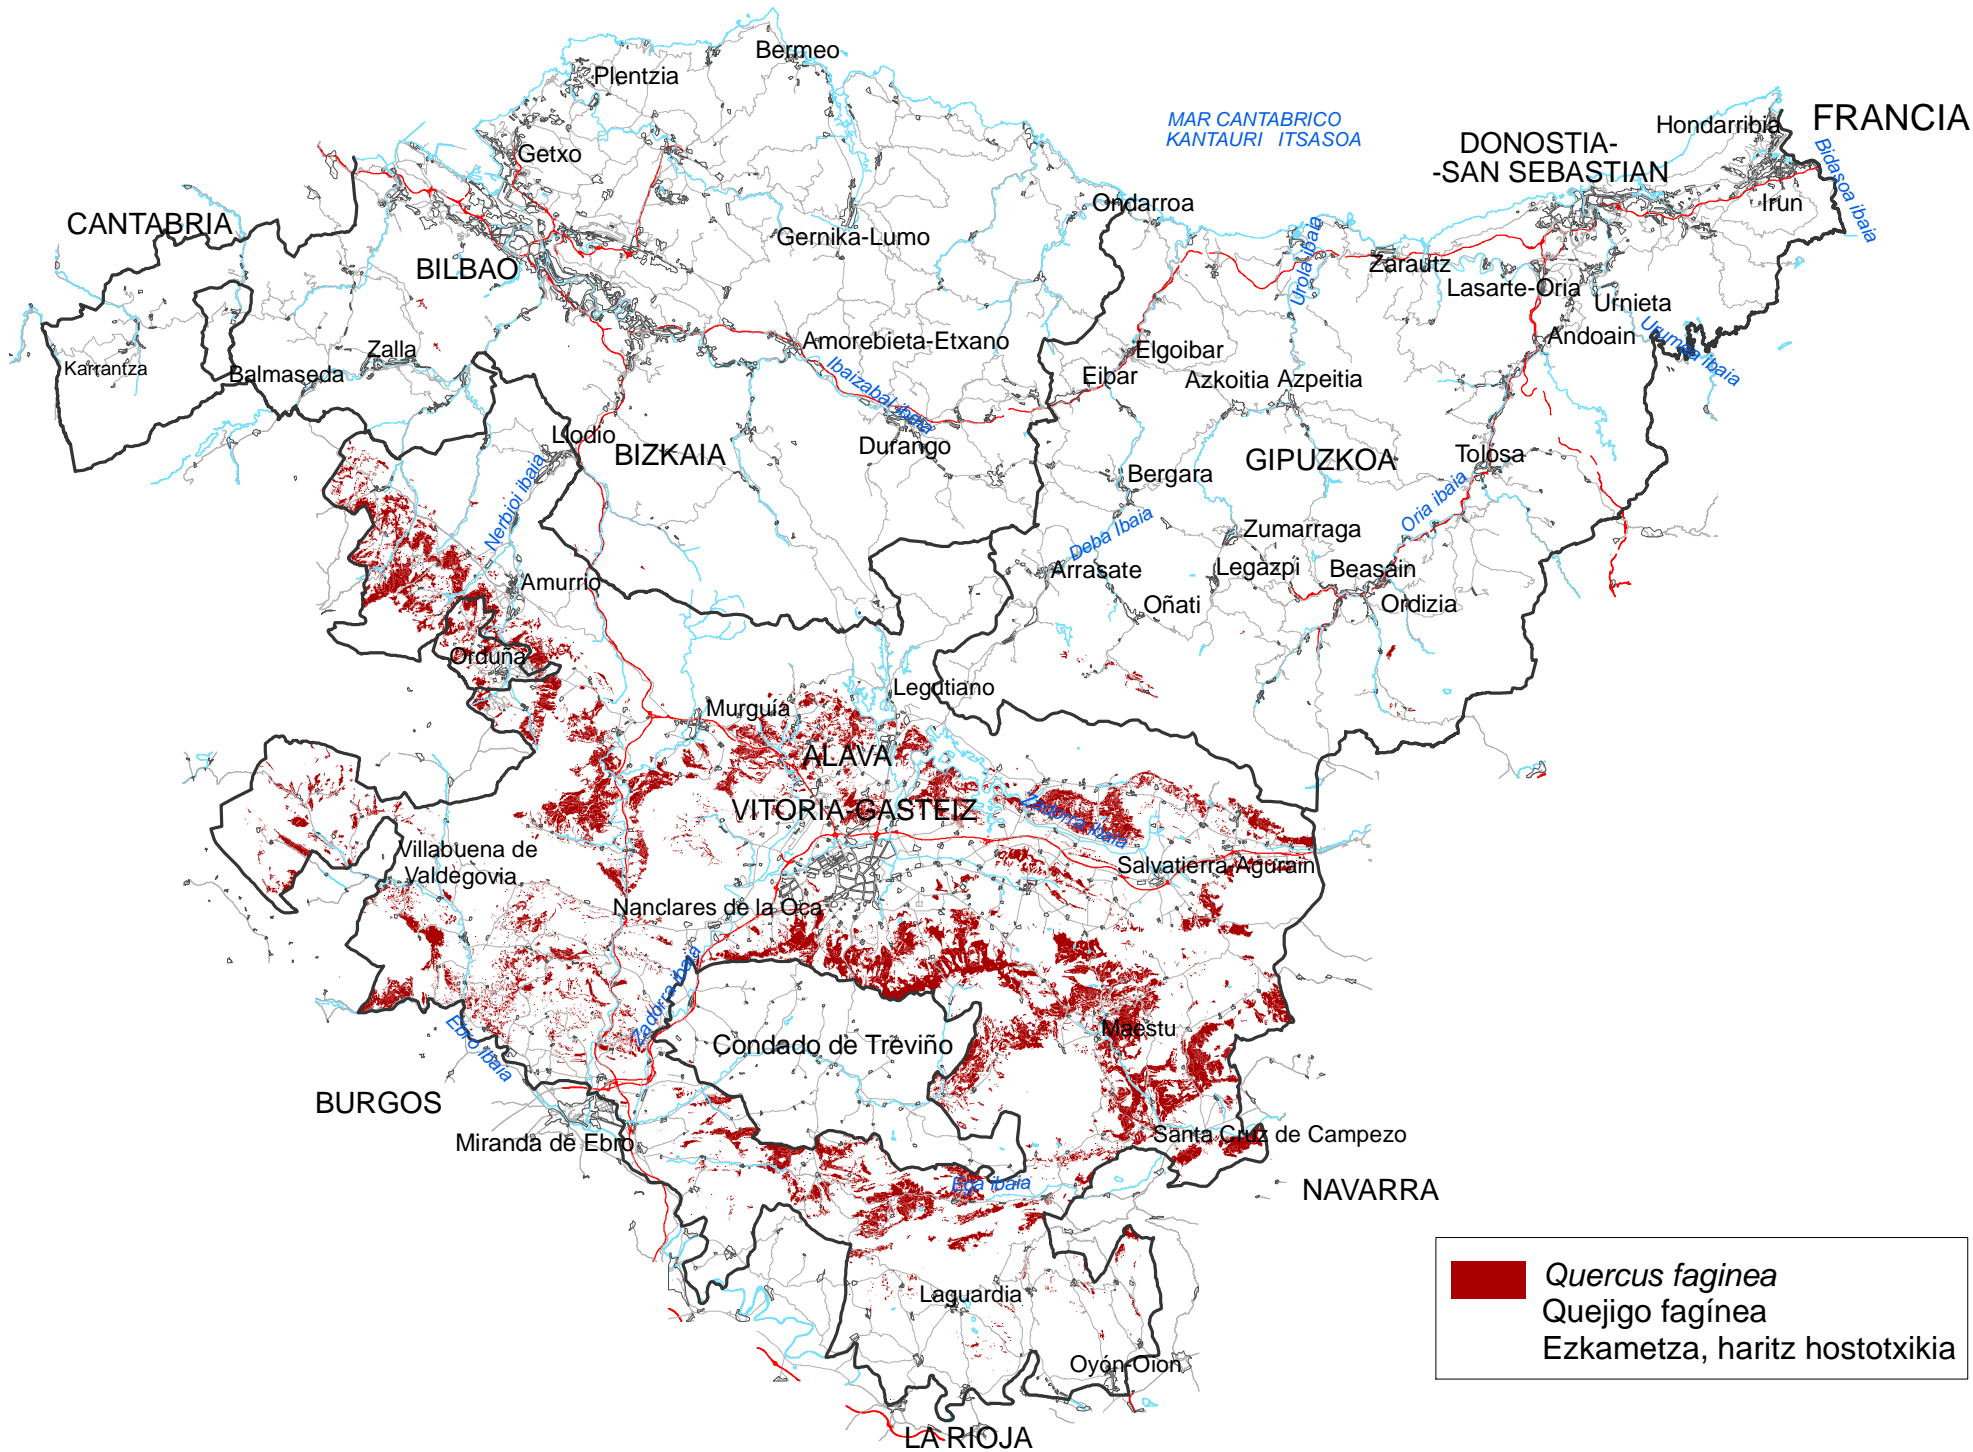 Bermeo
Plentzia
MAR CANTABRICO
KANTAURI ITSASOA
Hondarribia
FRANCIA
Getxo
DONOSTIA-
-SAN SEBASTIAN
Bidasoa ibaia
CANTABRIA
Ondarroa
Irun
Gernika-Lumo
BILBAO
Urola Ibaia
Zarautz
Lasarte-Oria
Urnieta
Karrantza
Zalla
Balmaseda
Amorebieta-Etxano
Ibaizabal ibaia
Elgoibar
Eibar
Azkoitia
Azpeitia
Andoain
Urumea ibaia
Llodio
BIZKAIA
Durango
Bergara
GIPUZKOA
Tolosa
Nerbioi ibaia
Deba Ibaia
Oria ibaia
Zumarraga
Amurrio
Arrasate
Legazpi
Beasain
Oñati
Ordizia
Orduña
Legutiano
Murguía
ALAVA
VITORIA-GASTEIZ
Zadorra ibaia
Villabuena de
Valdegovia
Salvatierra-Agurain
Nanclares de la Oca
Zadorra ibaia
Ebro ibaia
Condado de Treviño
Maestu
BURGOS
Miranda de Ebro
Santa Cruz de Campezo
Ega ibaia
NAVARRA
Laguardia
Oyón-Oion
LA RIOJA
Quercus faginea
Quejigo fagínea
Ezkametza, haritz hostotxikia